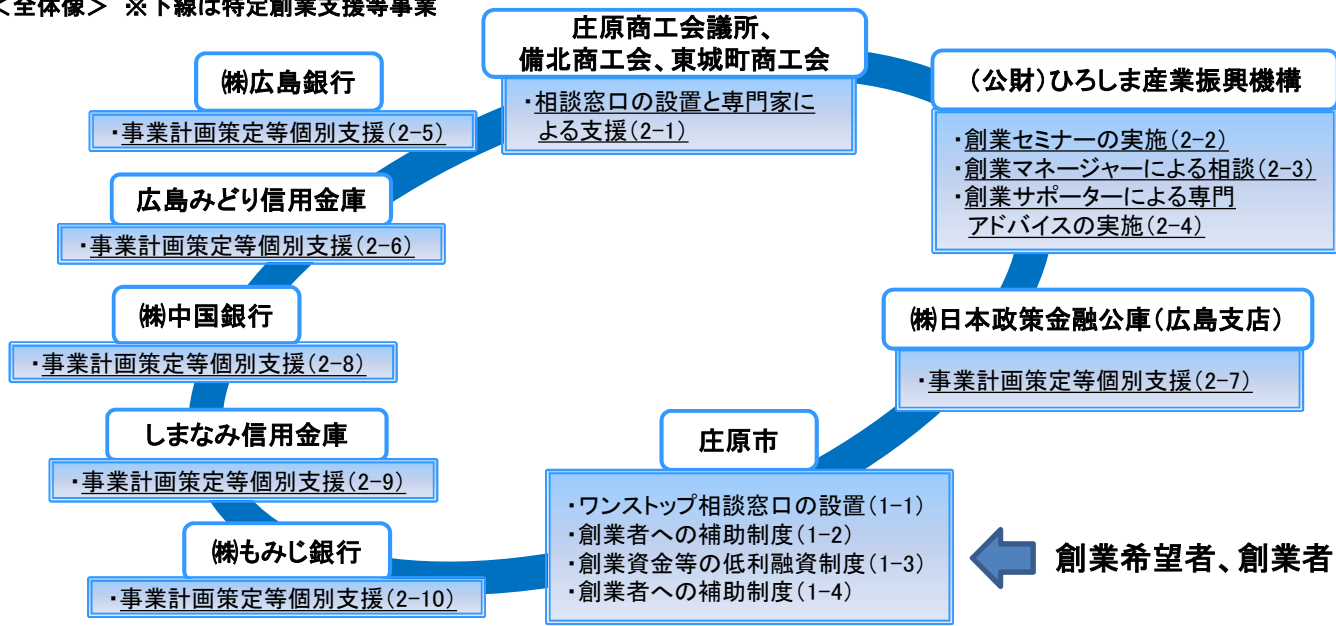 <全体像> ※下線は特定創業支援等事業
庄原商工会議所、
備北商工会、東城町商工会
・相談窓口の設置と専門家に
よる支援(2-1)
(公財)ひろしま産業振興機構
・創業セミナーの実施(2-2)
・創業マネージャーによる相談(2-3)
・創業サポーターによる専門
アドバイスの実施(2-4)
㈱日本政策金融公庫(広島支店)
・事業計画策定等個別支援(2-7)
庄原市
・ワンストップ相談窓口の設置(1-1)
・創業者への補助制度(1-2)
・創業資金等の低利融資制度(1-3)
・創業者への補助制度(1-4)
創業希望者、創業者
㈱広島銀行
・事業計画策定等個別支援(2-5)
広島みどり信用金庫
・事業計画策定等個別支援(2-6)
㈱中国銀行
・事業計画策定等個別支援(2-8)
しまなみ信用金庫
・事業計画策定等個別支援(2-9)
㈱もみじ銀行
・事業計画策定等個別支援(2-10)